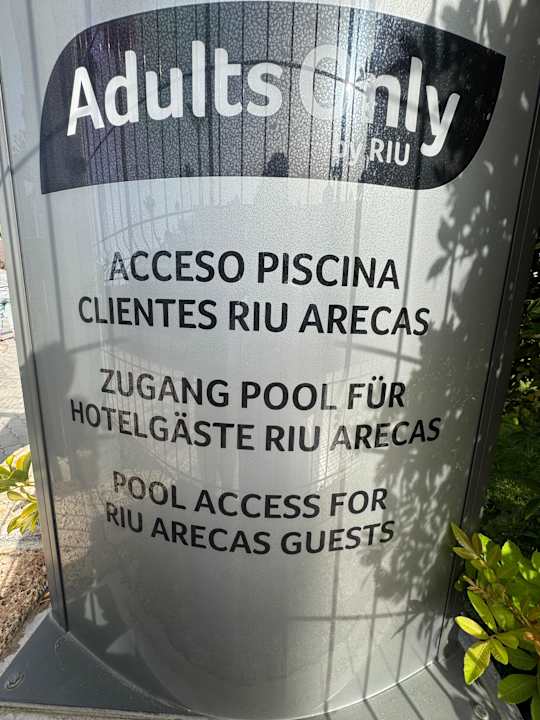 Adults Only
by RIU
ACCESO PISCINA
CLIENTES RIU ARECAS
ZUGANG POOL FÜR
HOTELGÄSTE RIU ARECAS
POOL ACCESS FOR
RIU ARECAS GUESTS